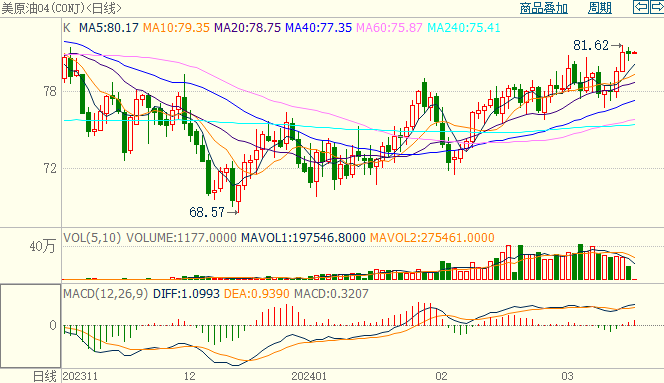 美原油04(CONJ)<日线> 商品叠加 周期
K MA5:80.17 MA10:79.35 MA20:78.75 MA40:77.35 MA60:75.87 MA240:75.41
81.62
78
72
68.57
40万 VOL(5,10) VOLUME:1177.0000 MAVOL1:197546.8000 MAVOL2:275461.0000
MACD(12,26,9) DIFF:1.0993 DEA:0.9390 MACD:0.3207
0
日线 202311 12 202401 02 03